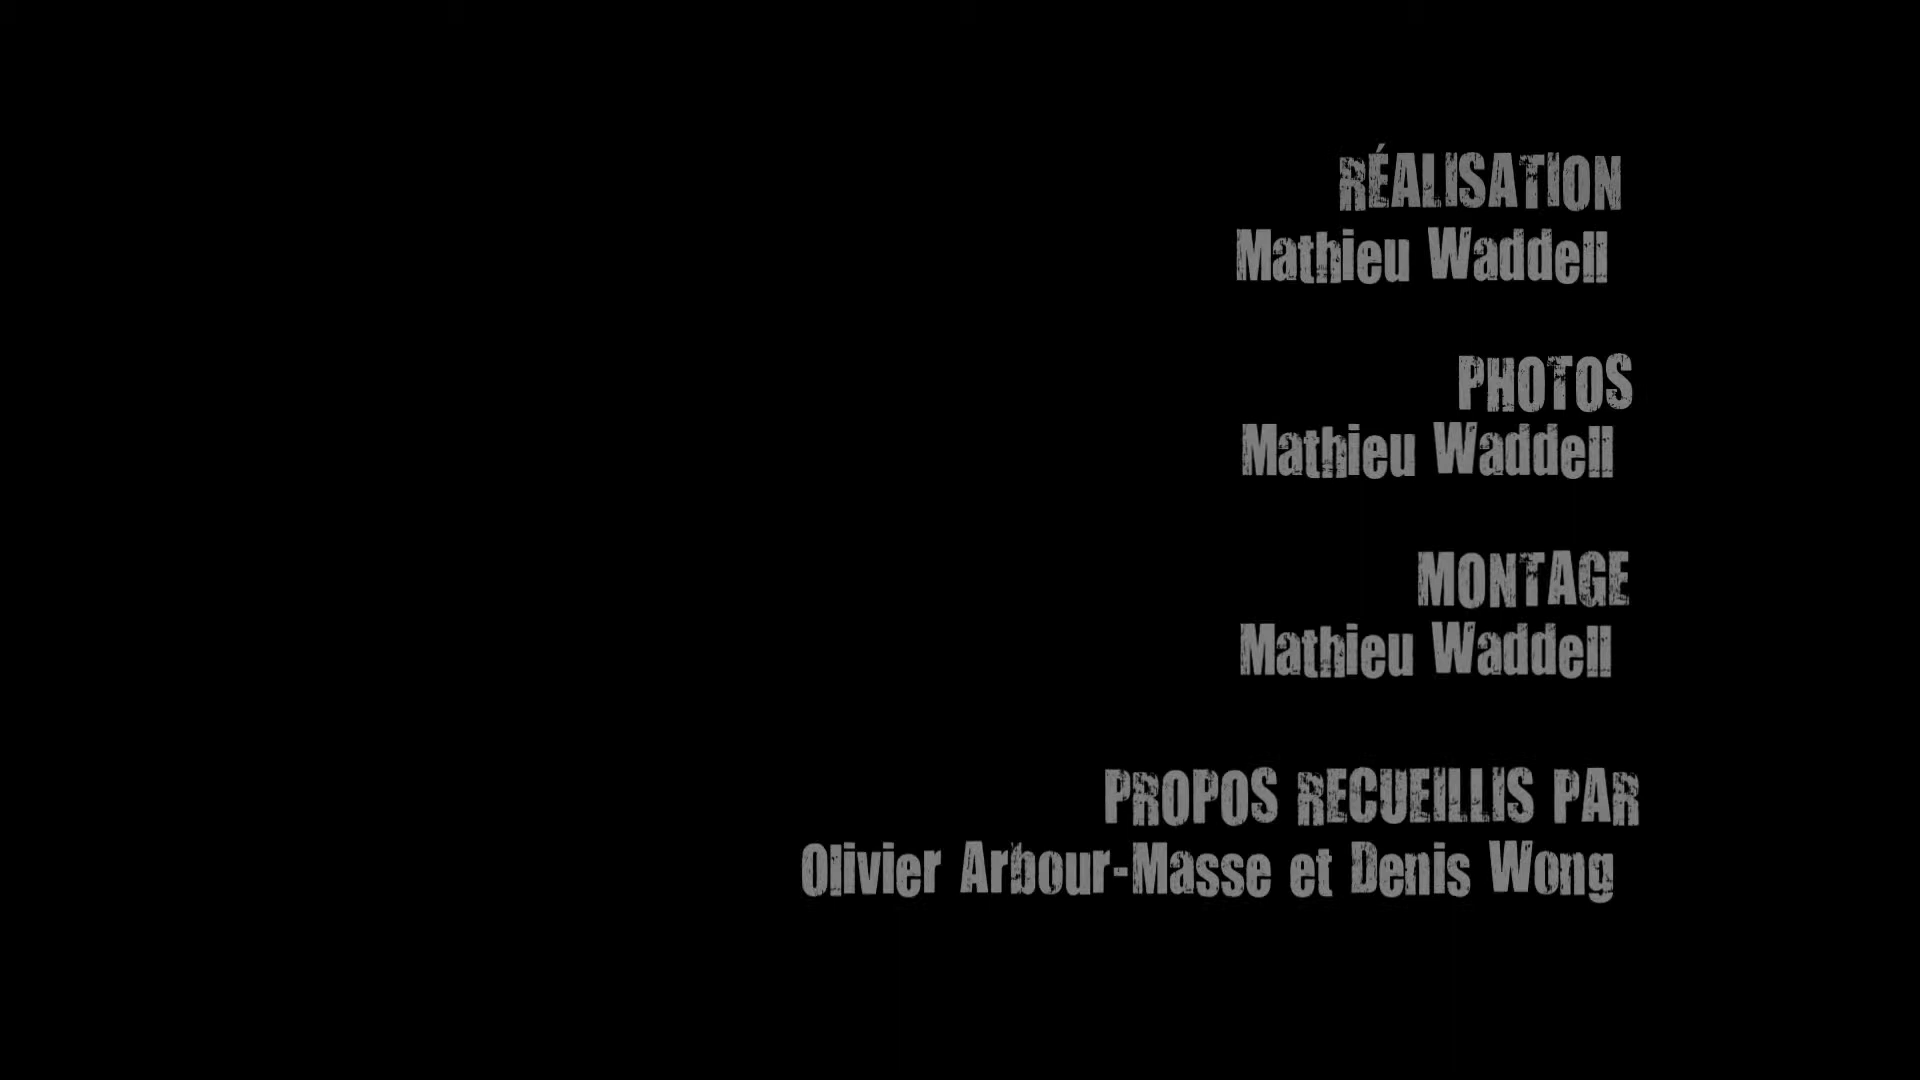 RÉALISATION
Mathieu Waddell
PHOTOS
Mathieu Waddell
MONTAGE
Mathieu Waddell
PROPOS RECUEILLIS PAR
Olivier Arbour-Masse et Denis Wong